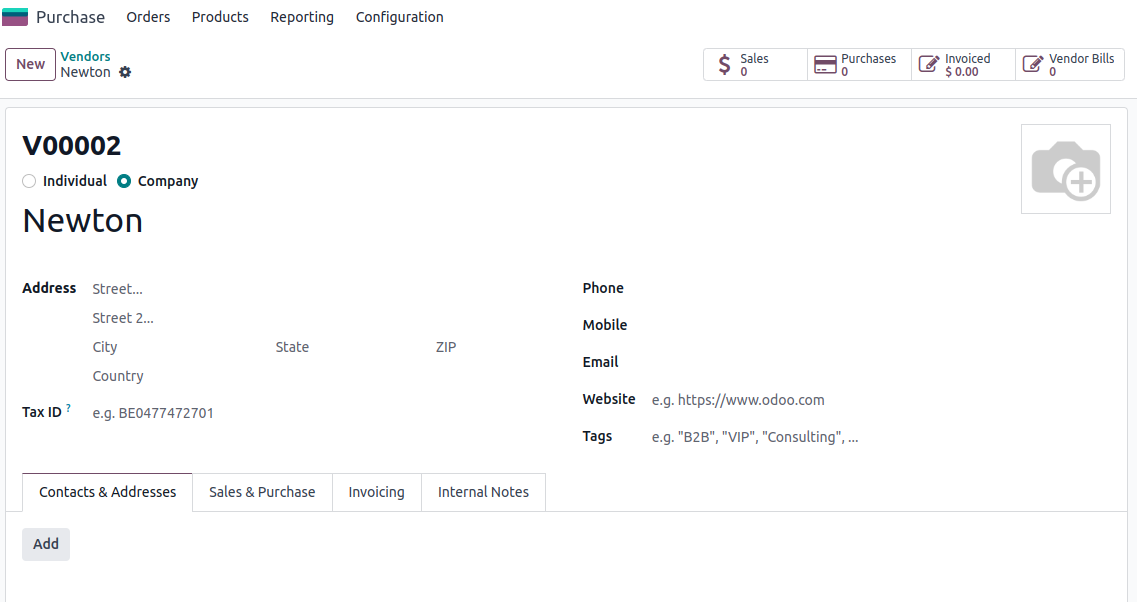 Purchase Orders Products Reporting Configuration
New Vendors Newton
$ Sales 0 Purchases 0 Invoiced $ 0.00 Vendor Bills 0
V00002
Individual Company
Newton
Address Street... Phone
Street 2... Mobile
City State ZIP
Country Email
Tax ID ? e.g. BE0477472701 Website e.g. https://www.odoo.com
Tags e.g. "B2B", "VIP", "Consulting", ...
Contacts & Addresses Sales & Purchase Invoicing Internal Notes
Add